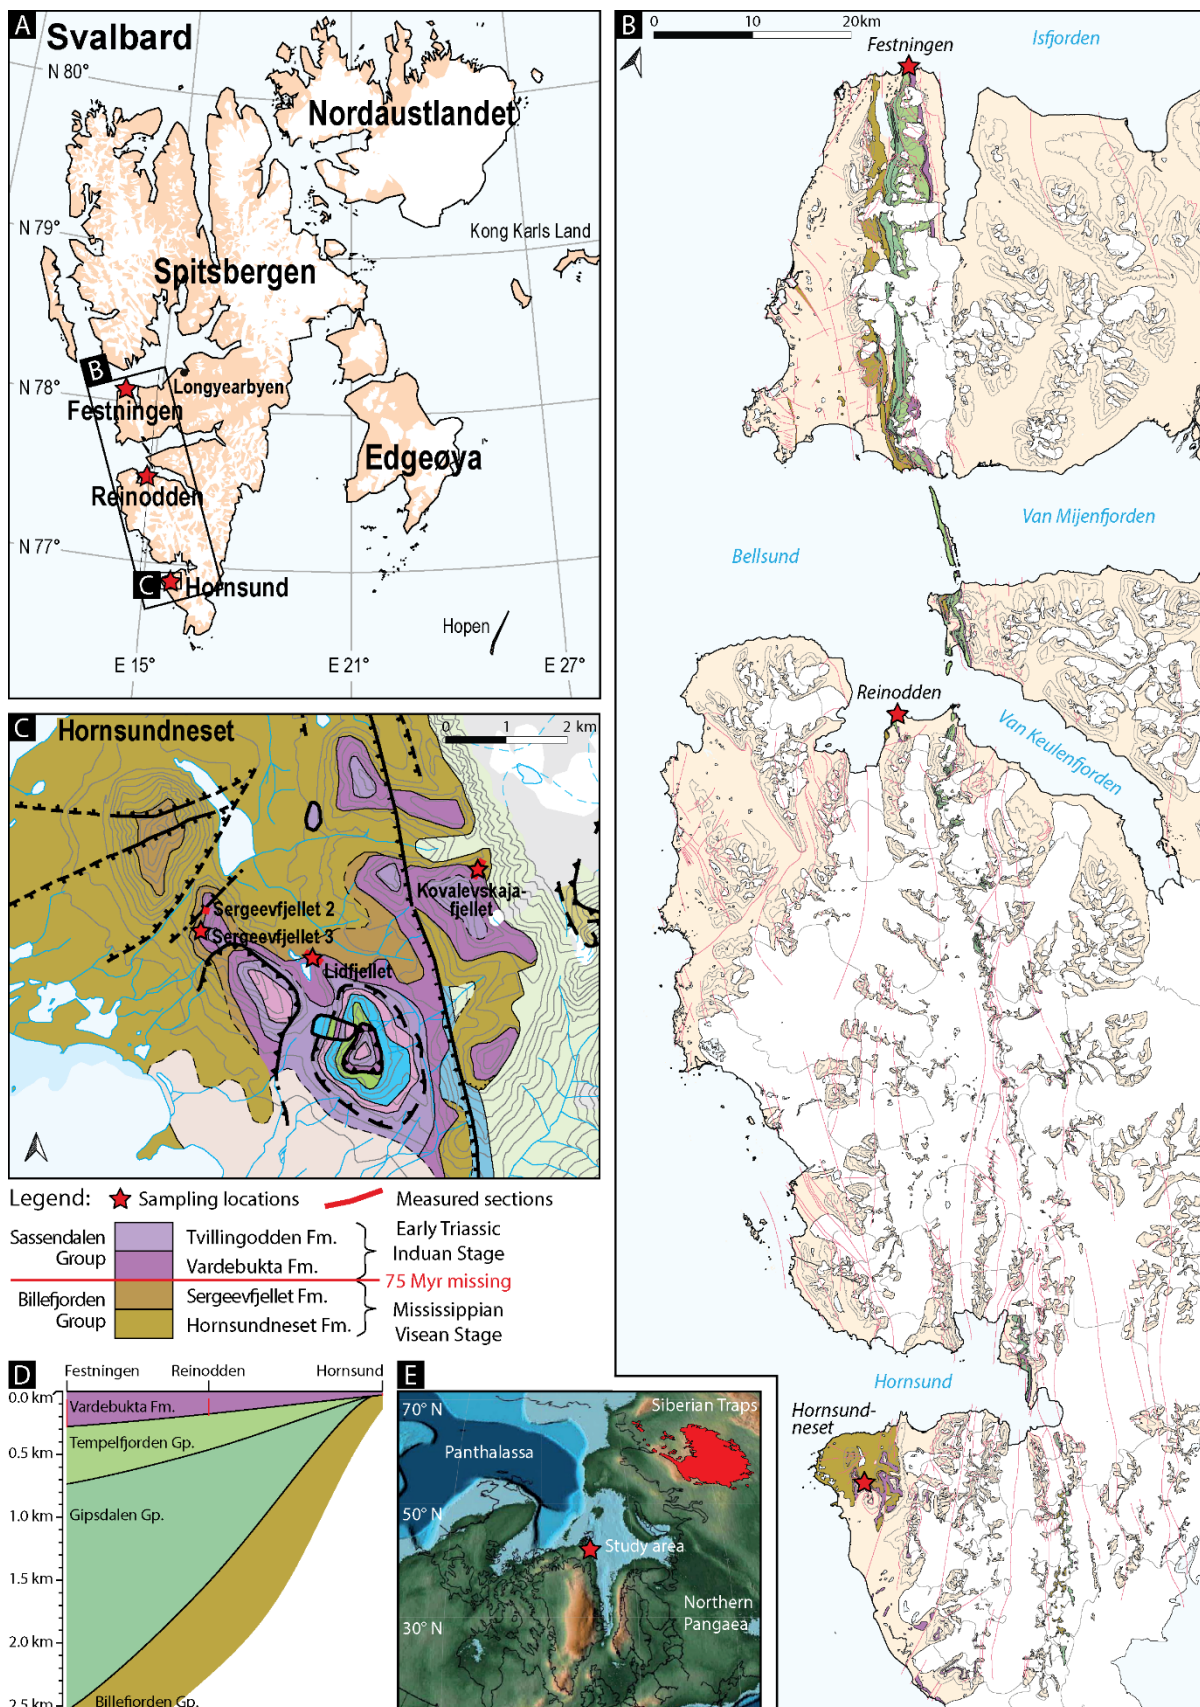 A
Svalbard
N 80°
Nordaustlandet
N 79°
Kong Karls Land
Spitsbergen
B
N 78°
Longyearbyen
Festningen
Edgeøya
Reinodden
N 77°
C
Hornsund
Hopen
E 15°
E 21°
E 27°
B
0
20km
Festningen
Isfjorden
Van Mijenfjorden
Bellsund
Reinodden
Van Keulenfjorden
Hornsund
Hornsund-
neset
C
Hornsundneset
0
1
2 km
Kovalevskaja-
fjellet
Sergeevfjellet 2
Sergeevfjellet 3
Lidfjellet
Legend:
Sampling locations
Measured sections
Sassendalen
Group
Tvillingodden Fm.
Vardebukta Fm.
Early Triassic
Induan Stage
75 Myr missing
Billefjorden
Group
Sergeevfjellet Fm.
Hornsundneset Fm.
Mississippian
Visean Stage
D
Festningen
Reinodden
Hornsund
0.0 km
Vardebukta Fm.
Tempelfjorden Gp.
0.5 km
Gipsdalen Gp.
1.0 km
1.5 km
2.0 km
Billefjorden Gp.
2.5 km
E
70° N
Siberian Traps
Panthalassa
50° N
Study area
Northern
Pangaea
30° N